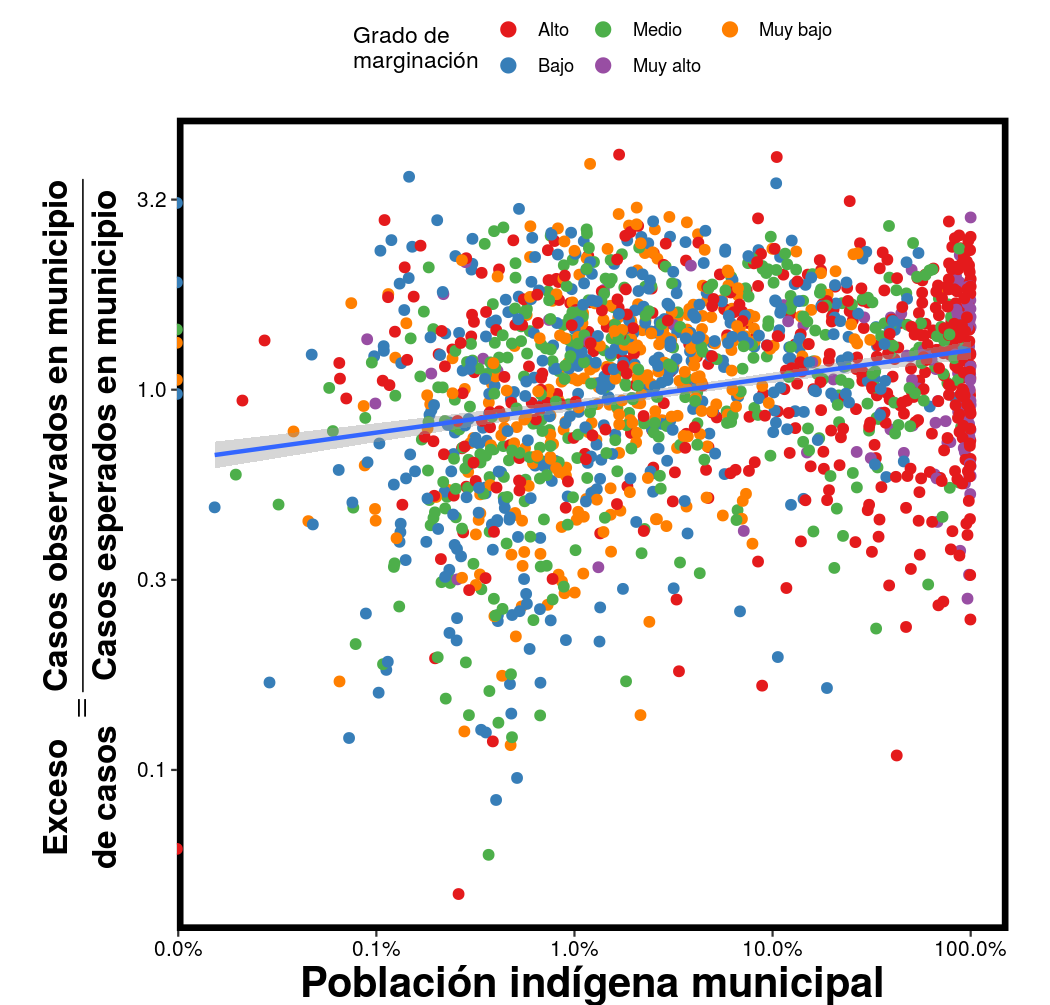 Grado de
marginación
Alto
Medio
Muy bajo
Bajo
Muy alto
Exceso
de casos
=
Casos observados en municipio
Casos esperados en municipio
3.2
1.0
0.3
0.1
0.0%
0.1%
1.0%
10.0%
100.0%
Población indígena municipal